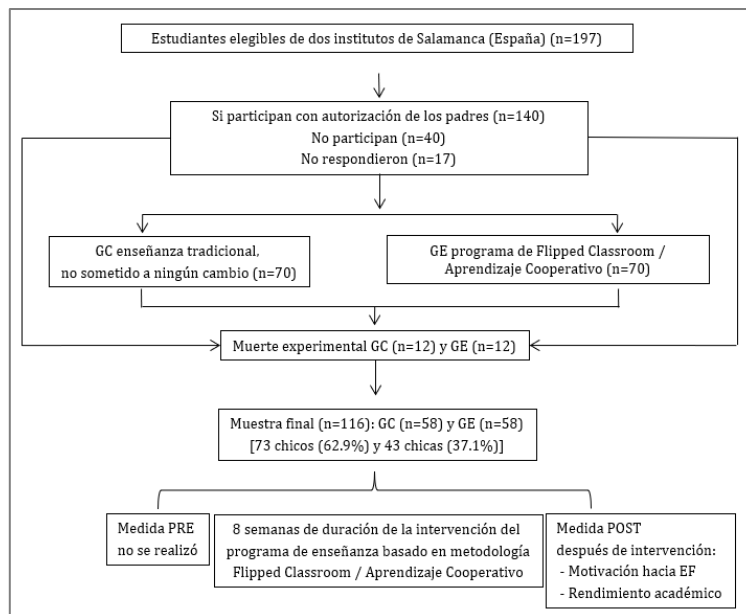 Estudiantes elegibles de dos institutos de Salamanca (España) (n=197)
Si participan con autorización de los padres (n=140)
No participan (n=40)
No respondieron (n=17)
GC enseñanza tradicional,
no sometido a ningún cambio (n=70)
GE programa de Flipped Classroom /
Aprendizaje Cooperativo (n=70)
Muerte experimental GC (n=12) y GE (n=12)
Muestra final (n=116): GC (n=58) y GE (n=58)
[73 chicos (62.9%) y 43 chicas (37.1%)]
Medida PRE
no se realizó
8 semanas de duración de la intervención del
programa de enseñanza basado en metodología
Flipped Classroom / Aprendizaje Cooperativo
Medida POST
después de intervención:
- Motivación hacia EF
- Rendimiento académico